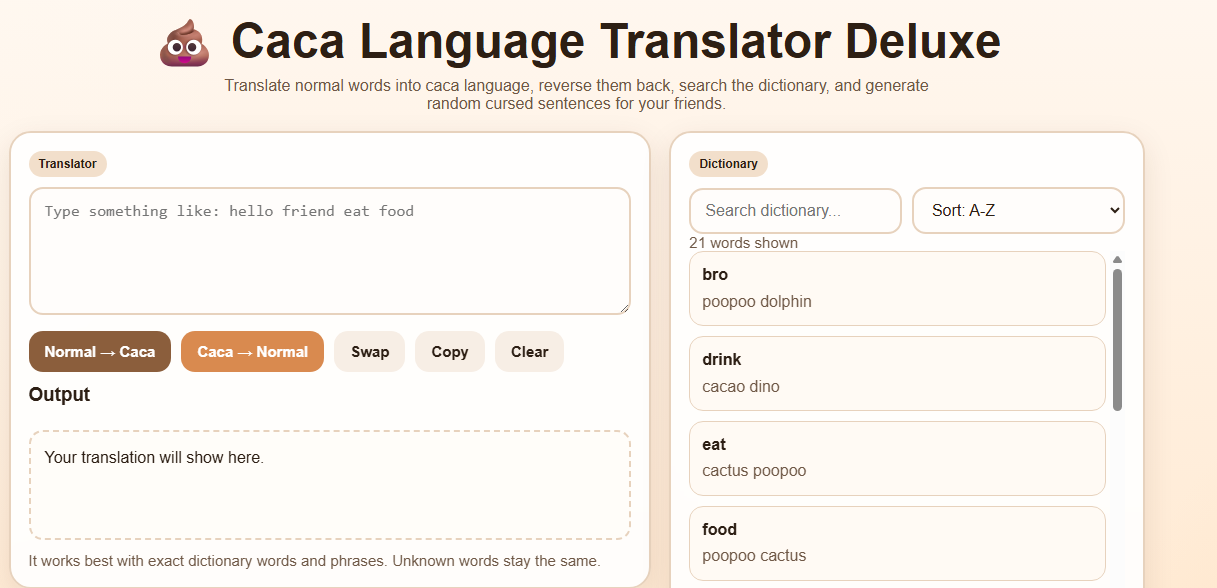 Caca Language Translator Deluxe
Translate normal words into caca language, reverse them back, search the dictionary, and generate
random cursed sentences for your friends.
Translator
Type something like: hello friend eat food
Normal → Caca
Caca → Normal
Swap
Copy
Clear
Output
Your translation will show here.
It works best with exact dictionary words and phrases. Unknown words stay the same.
Dictionary
Search dictionary...
Sort: A-Z
21 words shown
bro
poopoo dolphin
drink
cacao dino
eat
cactus poopoo
food
poopoo cactus